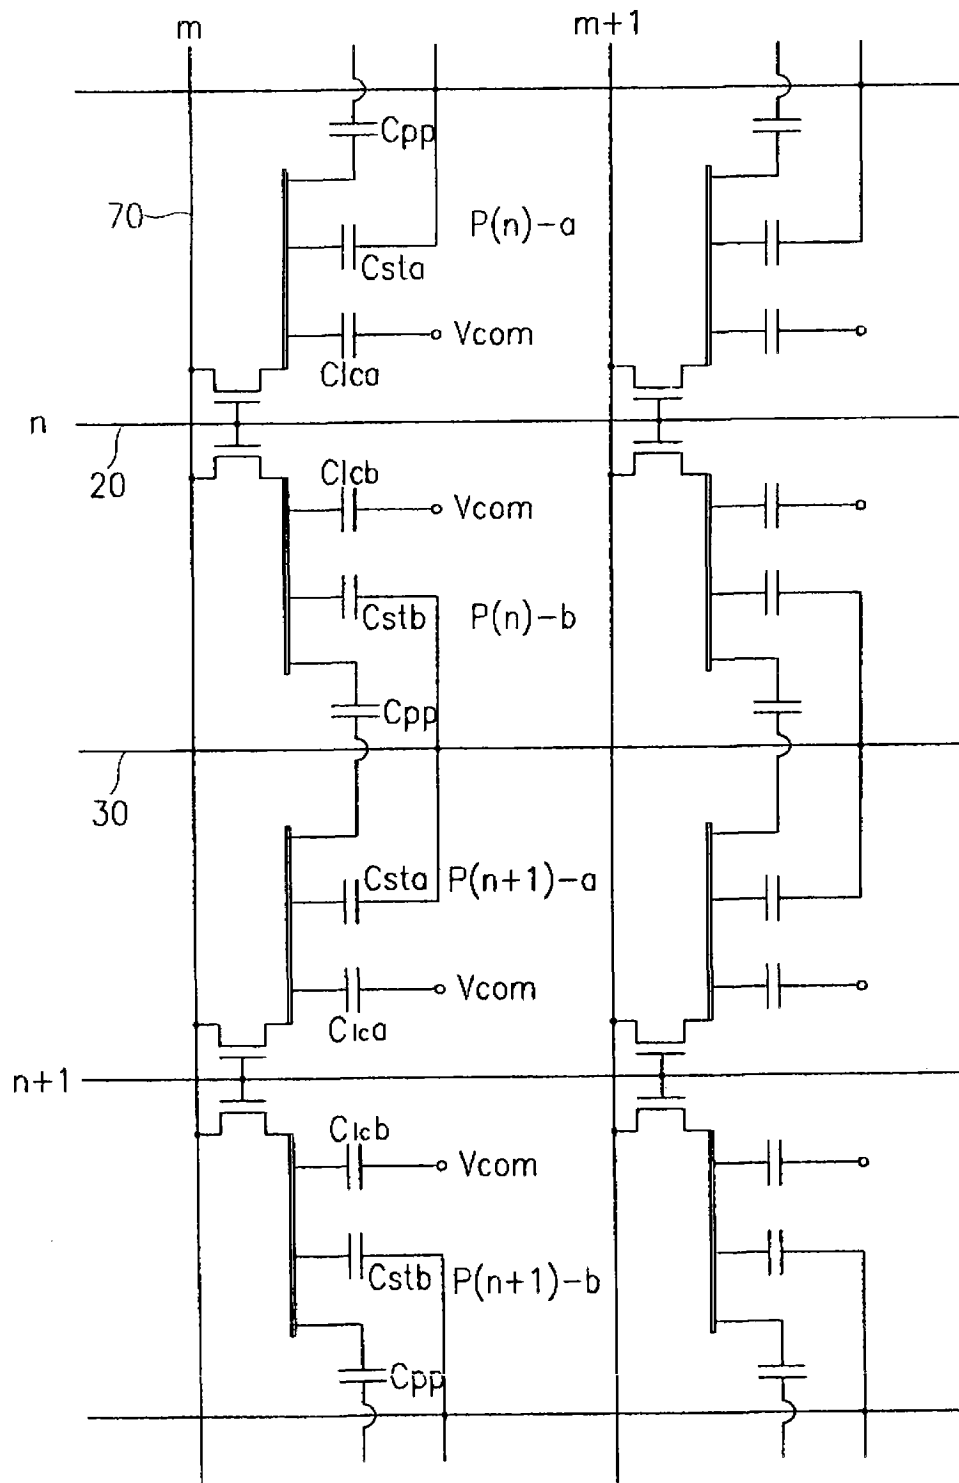 m
m+1
Cpp
70
P(n)-a
Csta
Vcom
Clca
n
20
Clcb
Vcom
Cstb
P(n)-b
Cpp
30
Csta
P(n+1)-a
Vcom
Clca
n+1
Clcb
Vcom
Cstb
P(n+1)-b
Cpp